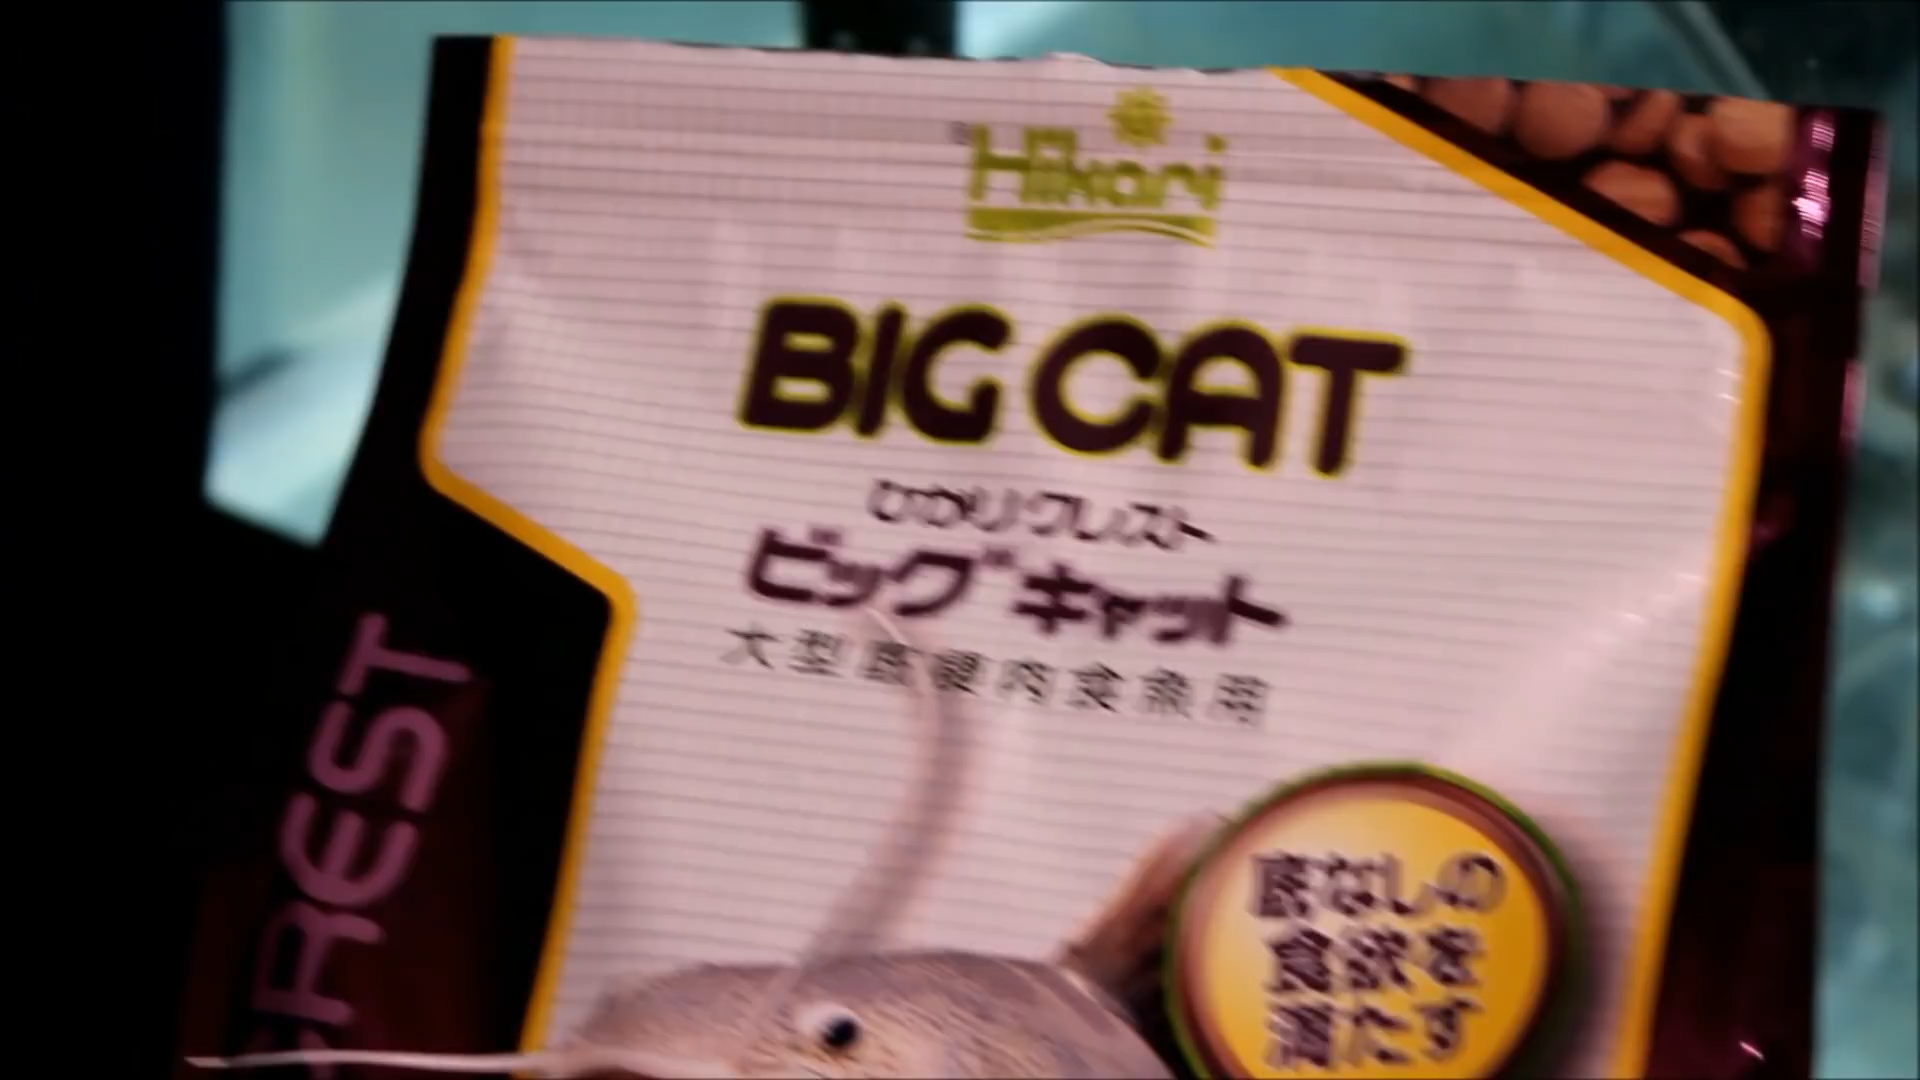 Hikari
BIG CAT
ひかりクレスト
ビッグキャット
大型底棲肉食魚用
底なしの
食欲を
満たす
CREST